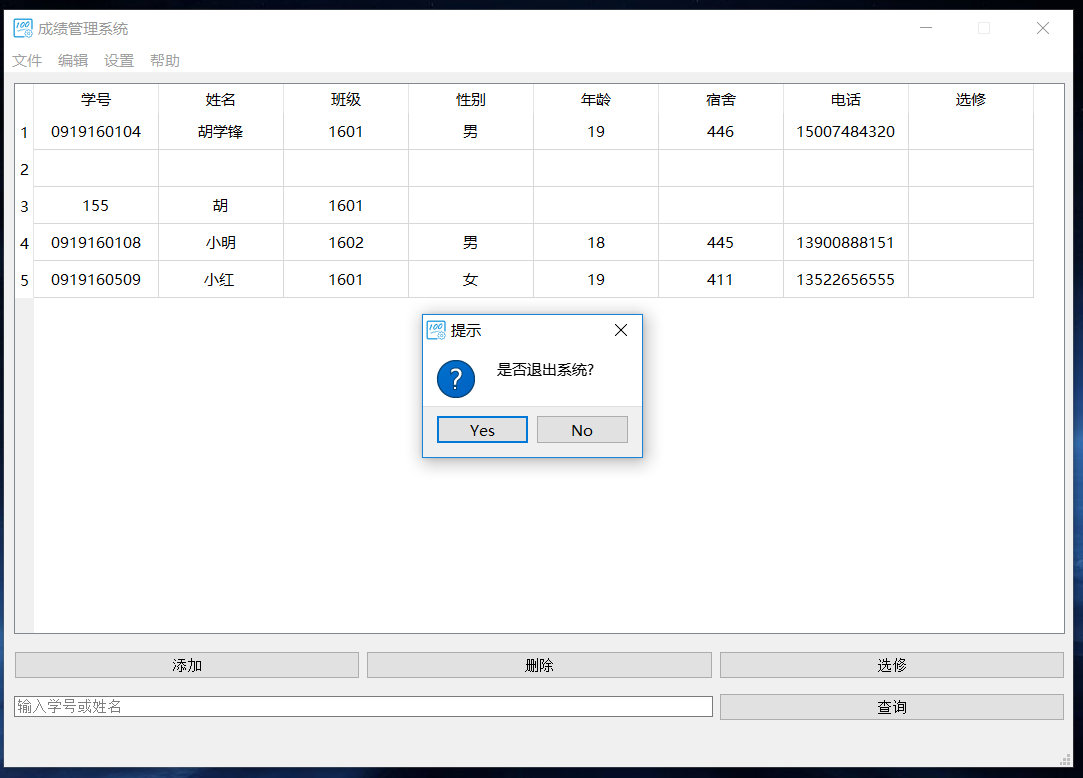 成绩管理系统
文件 编辑 设置 帮助
学号 姓名 班级 性别 年龄 宿舍 电话 选修
1 0919160104 胡学锋 1601 男 19 446 15007484320
2
3 155 胡 1601
4 0919160108 小明 1602 男 18 445 13900888151
5 0919160509 小红 1601 女 19 411 13522656555
100 提示
是否退出系统?
Yes No
添加 删除 选修
输入学号或姓名 查询